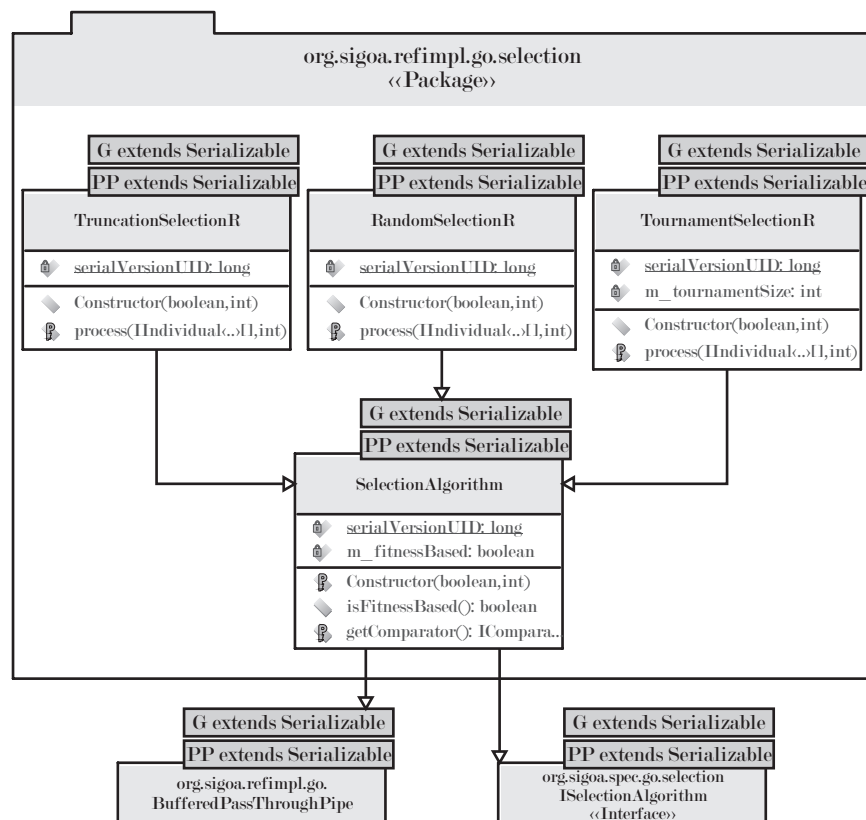 org.sigoa.refimpl.go.selection
‹‹Package››
G extends Serializable
PP extends Serializable
TruncationSelectionR
serialVersionUID: long
Constructor(boolean,int)
process(IIndividual‹..›[],int)
G extends Serializable
PP extends Serializable
RandomSelectionR
serialVersionUID: long
Constructor(boolean,int)
process(IIndividual‹..›[],int)
G extends Serializable
PP extends Serializable
TournamentSelectionR
serialVersionUID: long
m_tournamentSize: int
Constructor(boolean,int)
process(IIndividual‹..›[],int)
G extends Serializable
PP extends Serializable
SelectionAlgorithm
serialVersionUID: long
m_fitnessBased: boolean
Constructor(boolean,int)
isFitnessBased(): boolean
getComparator(): ICompara...
G extends Serializable
PP extends Serializable
org.sigoa.refimpl.go.
BufferedPassThroughPipe
G extends Serializable
PP extends Serializable
org.sigoa.spec.go.selection
ISelectionAlgorithm
‹‹Interface››